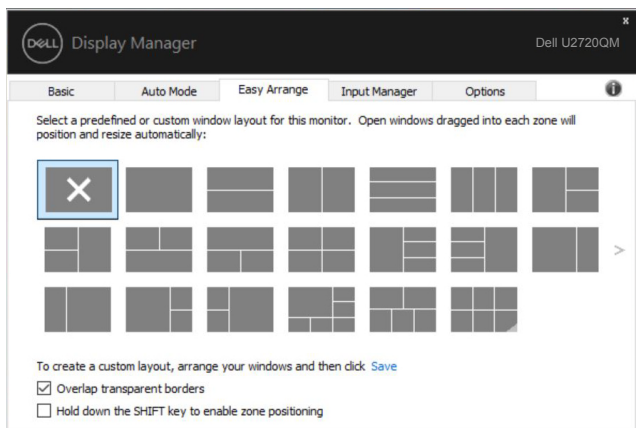 DELL Display Manager
x
Dell U2720QM
Basic Auto Mode Easy Arrange Input Manager Options
Select a predefined or custom window layout for this monitor. Open windows dragged into each zone will
position and resize automatically:
To create a custom layout, arrange your windows and then click Save
Overlap transparent borders
Hold down the SHIFT key to enable zone positioning